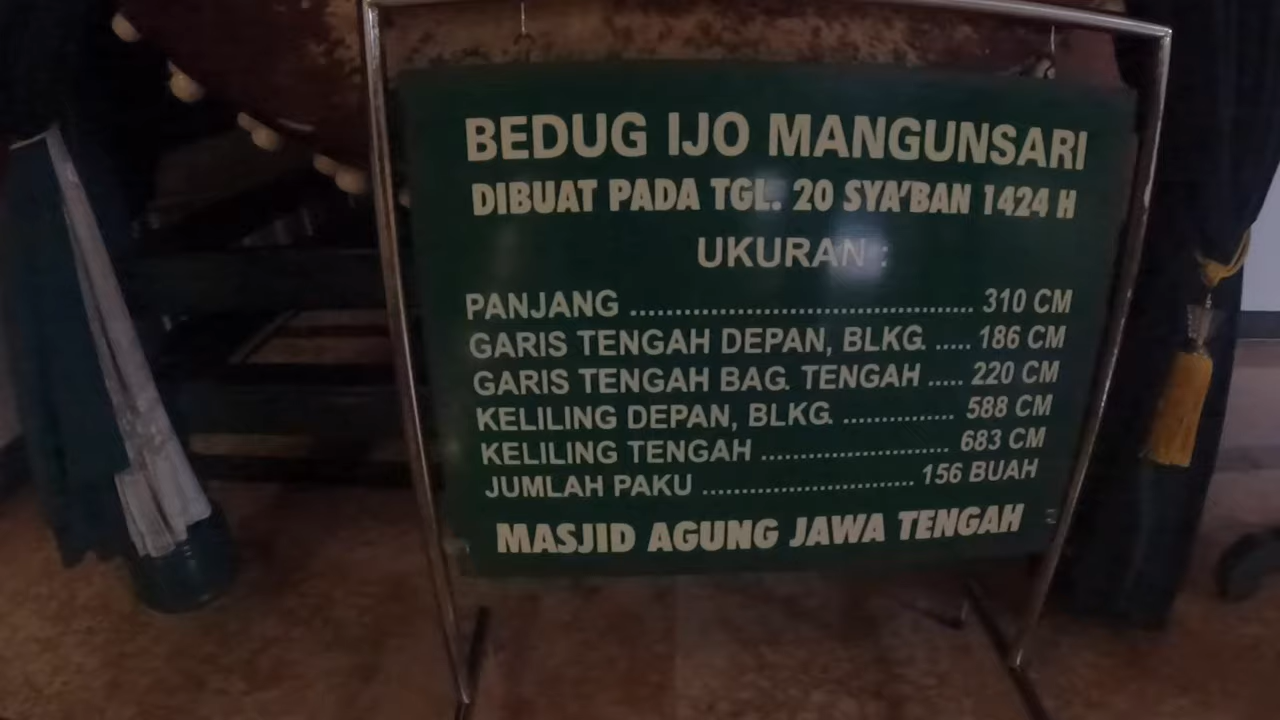 BEDUG IJO MANGUNSARI
DIBUAT PADA TGL. 20 SYA'BAN 1424 H
UKURAN :
PANJANG ........................................ 310 CM
GARIS TENGAH DEPAN, BLKG. ..... 186 CM
GARIS TENGAH BAG. TENGAH ..... 220 CM
KELILING DEPAN, BLKG. ............... 588 CM
KELILING TENGAH ......................... 683 CM
JUMLAH PAKU ............................ 156 BUAH
MASJID AGUNG JAWA TENGAH